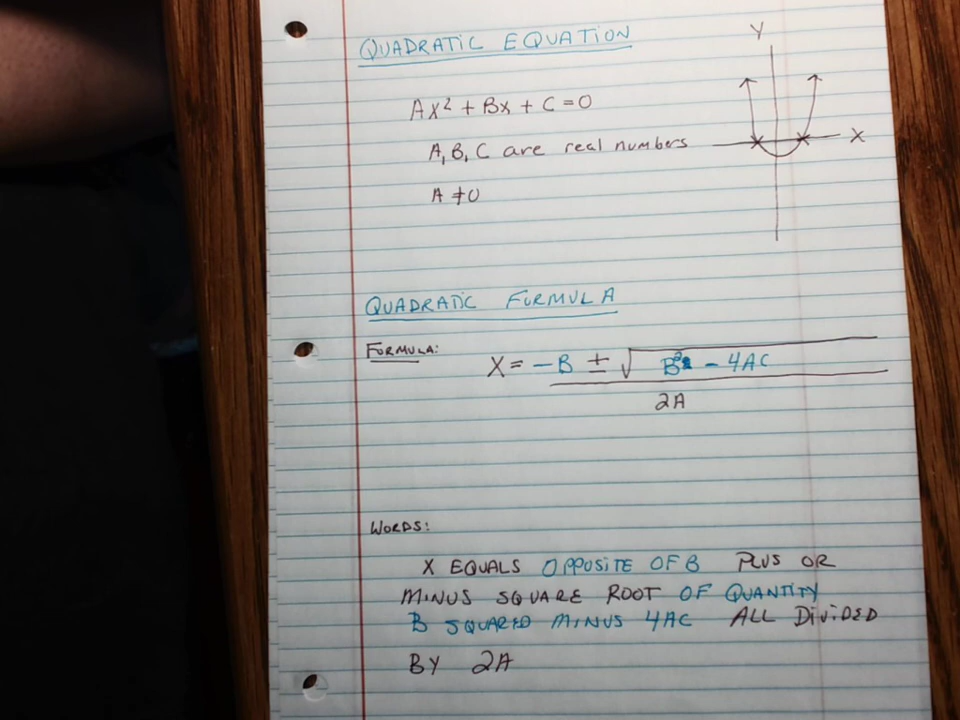 QUADRATIC EQUATION
Y
Ax² + Bx + C = 0
X
A, B, C are real numbers
A ≠ 0
QUADRATIC FORMULA
FORMULA:
X = -B ± √B² - 4AC
2A
WORDS:
X EQUALS OPPOSITE OF B PLUS OR
MINUS SQUARE ROOT OF QUANTITY
B SQUARED MINUS 4AC ALL DIVIDED
BY 2A